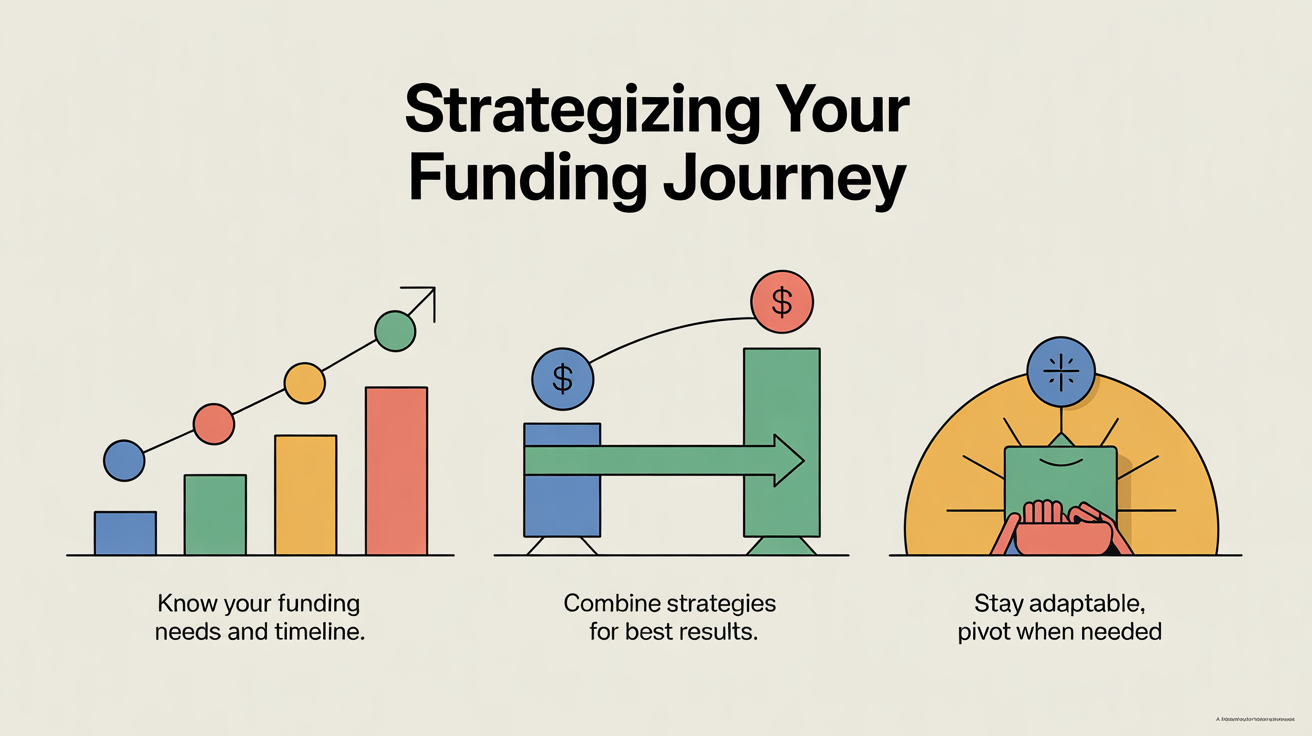 Strategizing Your
Funding Journey
$
$
Know your funding
needs and timeline.
Combine strategies
for best results.
Stay adaptable,
pivot when needed